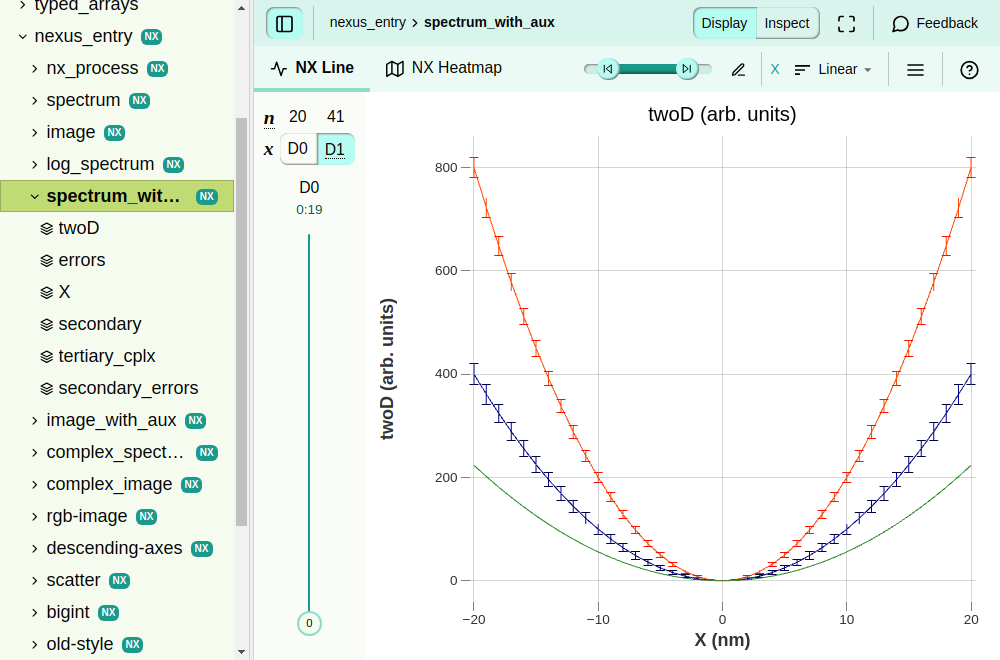 typed_arrays
nexus_entry NX
nx_process NX
spectrum NX
image NX
log_spectrum NX
spectrum_wit... NX
twoD
errors
X
secondary
tertiary_cplx
secondary_errors
image_with_aux NX
complex_spect... NX
complex_image NX
rgb-image NX
descending-axes NX
scatter NX
bigint NX
old-style NX
nexus_entry > spectrum_with_aux
Display Inspect Feedback
NX Line NX Heatmap X Linear
n 20 41
x D0 D1
D0
0:19
0
twoD (arb. units)
twoD (arb. units)
800
600
400
200
0
−20 −10 0 10 20
X (nm)